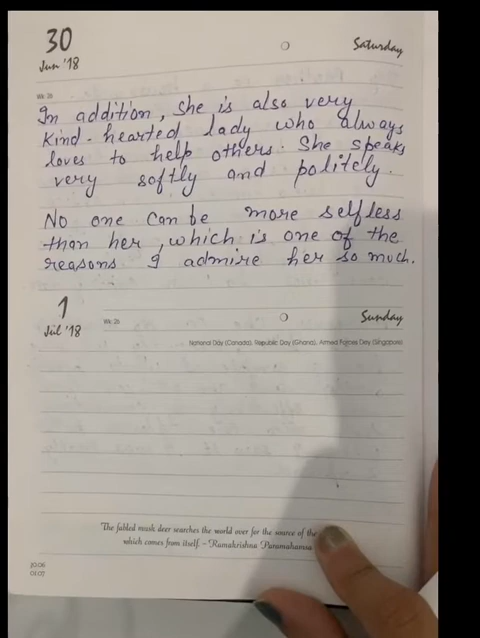 30
Saturday
Jun '18
Wk 26
In addition, She is also very
Kind-hearted lady who always
loves to help others. She speaks
very softly and politely.
No one can be more selfless
than her, which is one of the
reasons I admire her so much.
1
Jul '18
Wk 26
Sunday
National Day (Canada), Republic Day (Ghana), Armed Forces Day (Singapore)
The fabled musk deer searches the world over for the source of the
which comes from itself. - Ramakrishna Paramahamsa
30.06
01.07